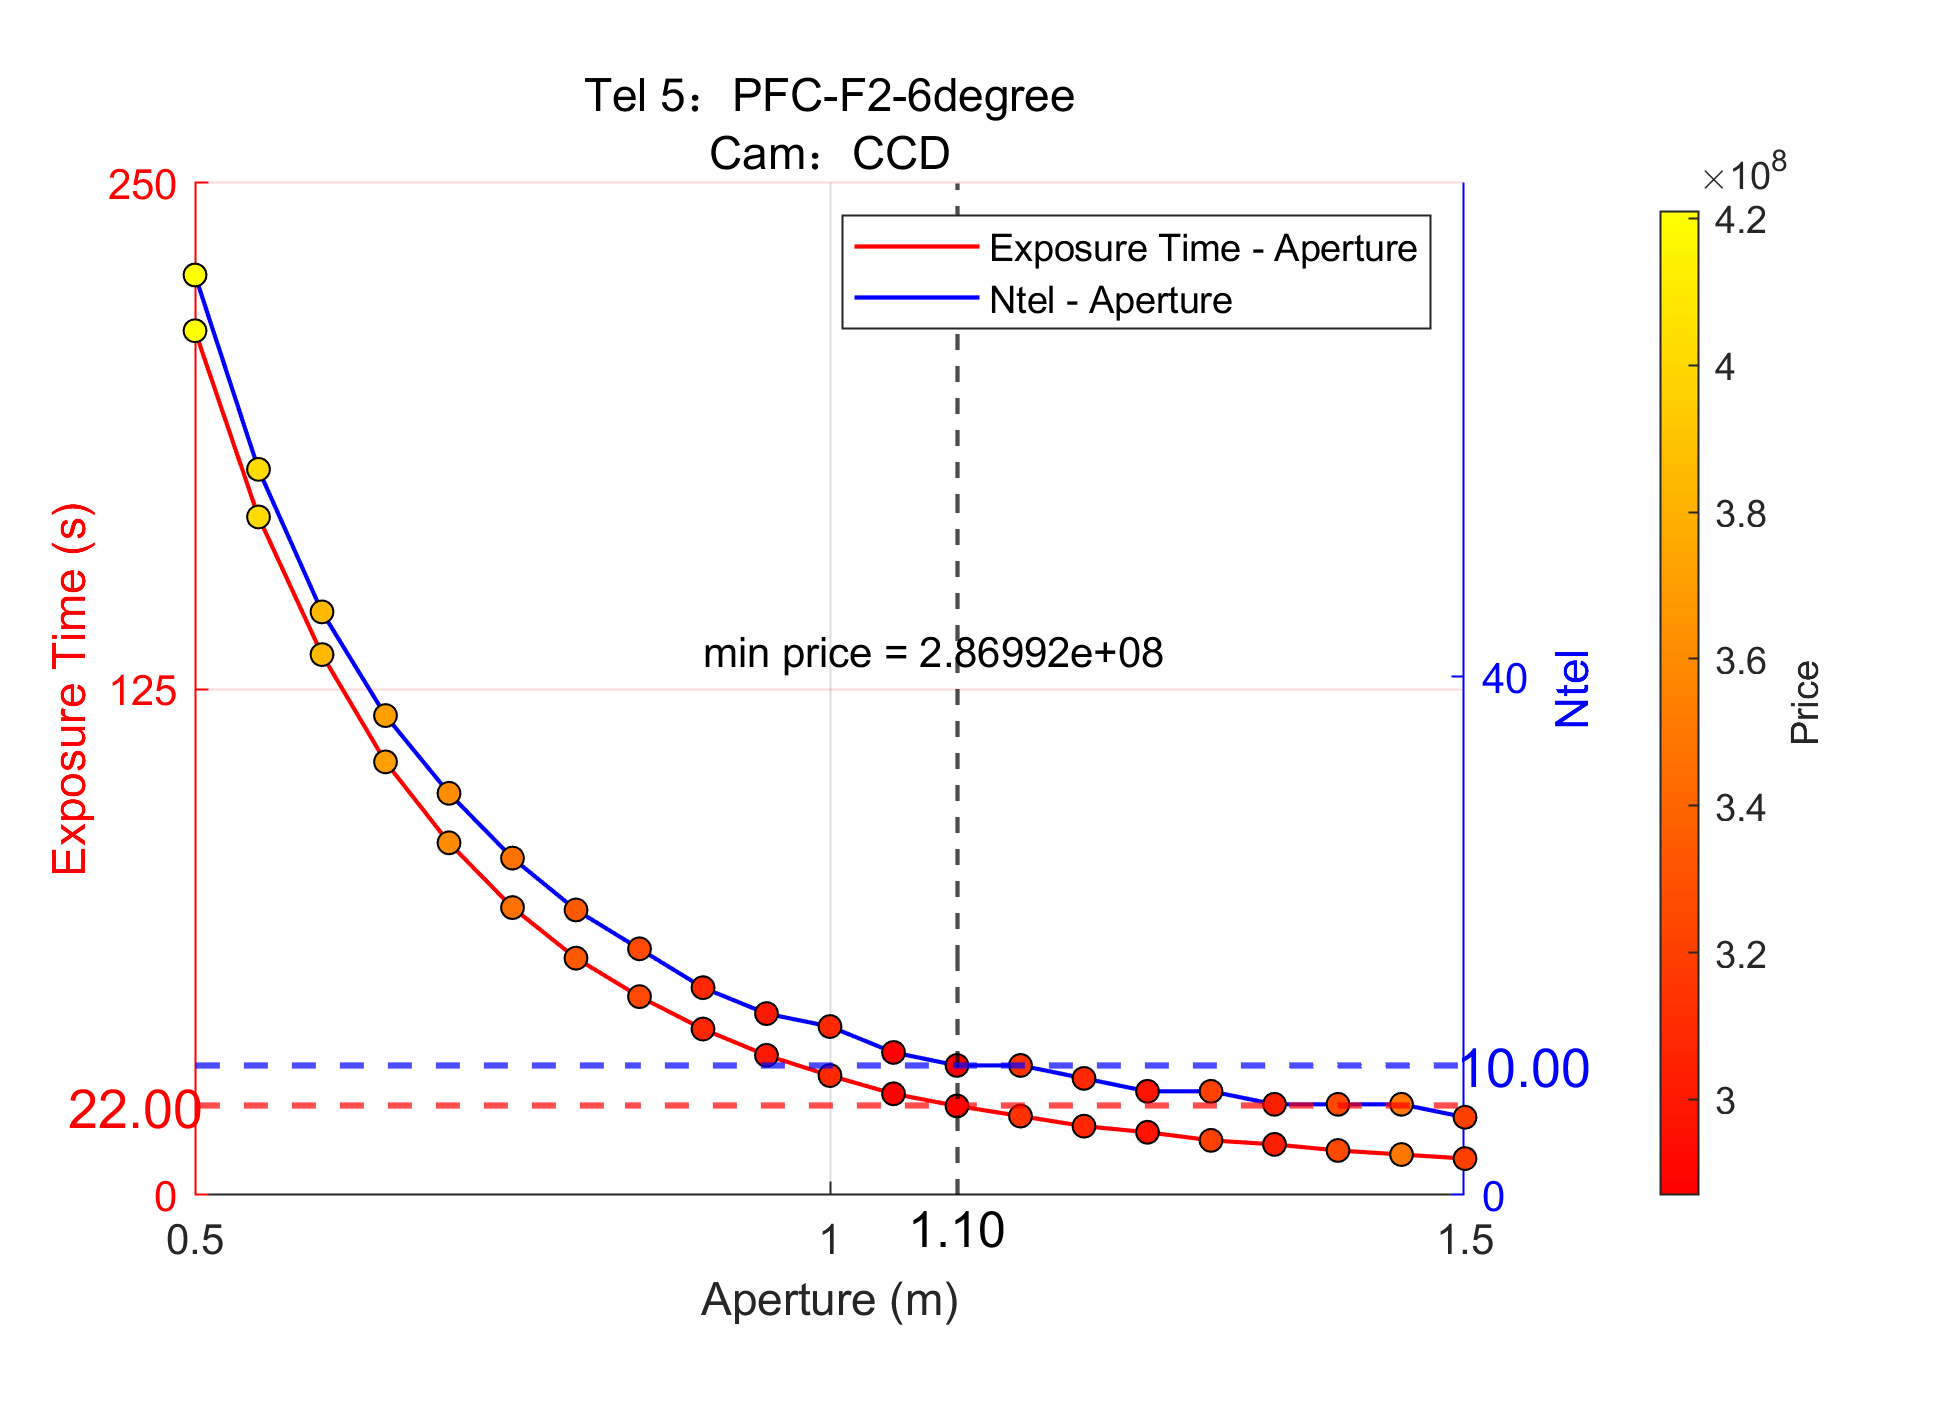 Tel 5：PFC-F2-6degree
Cam：CCD
×10⁸
250
125
22.00
0
Exposure Time (s)
Exposure Time - Aperture
Ntel - Aperture
min price = 2.86992e+08
0.5
1
1.10
1.5
Aperture (m)
40
10.00
0
Ntel
4.2
4
3.8
3.6
3.4
3.2
3
Price